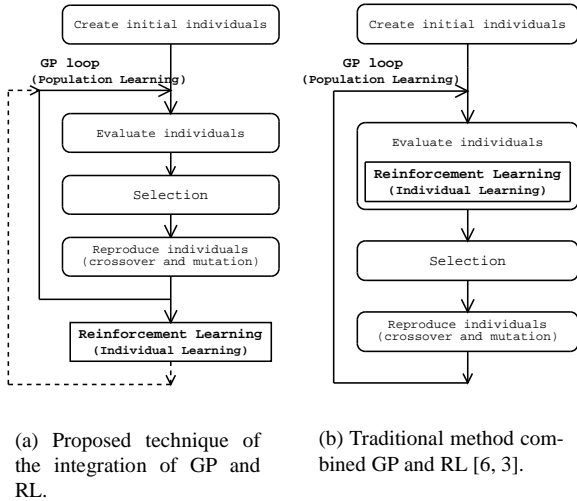 Create initial individuals
GP loop
(Population Learning)
Evaluate individuals
Selection
Reproduce individuals
(crossover and mutation)
Reinforcement Learning
(Individual Learning)
(a) Proposed technique of
the integration of GP and
RL.
Create initial individuals
GP loop
(Population Learning)
Evaluate individuals
Reinforcement Learning
(Individual Learning)
Selection
Reproduce individuals
(crossover and mutation)
(b) Traditional method com-
bined GP and RL [6, 3].